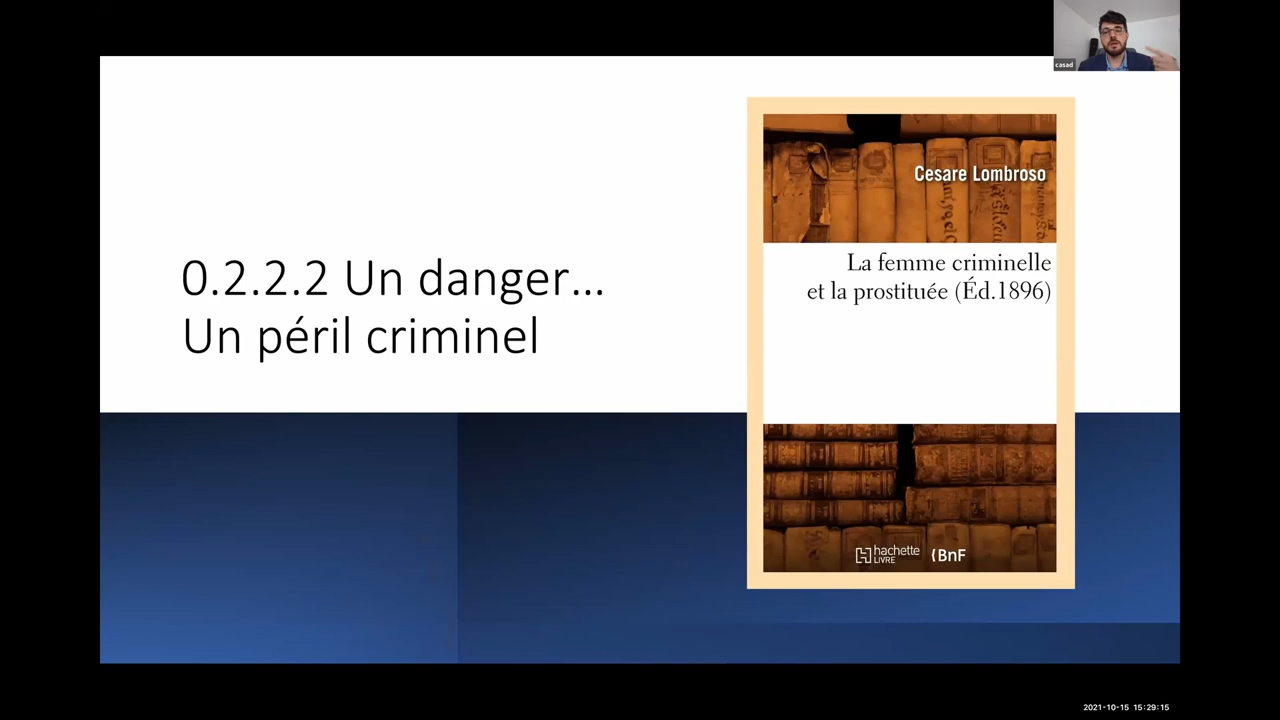 casad
0.2.2.2 Un danger...
Un péril criminel
Cesare Lombroso
La femme criminelle
et la prostituée (Éd.1896)
hachette
LIVRE
(BnF
2021-10-15 15:29:15